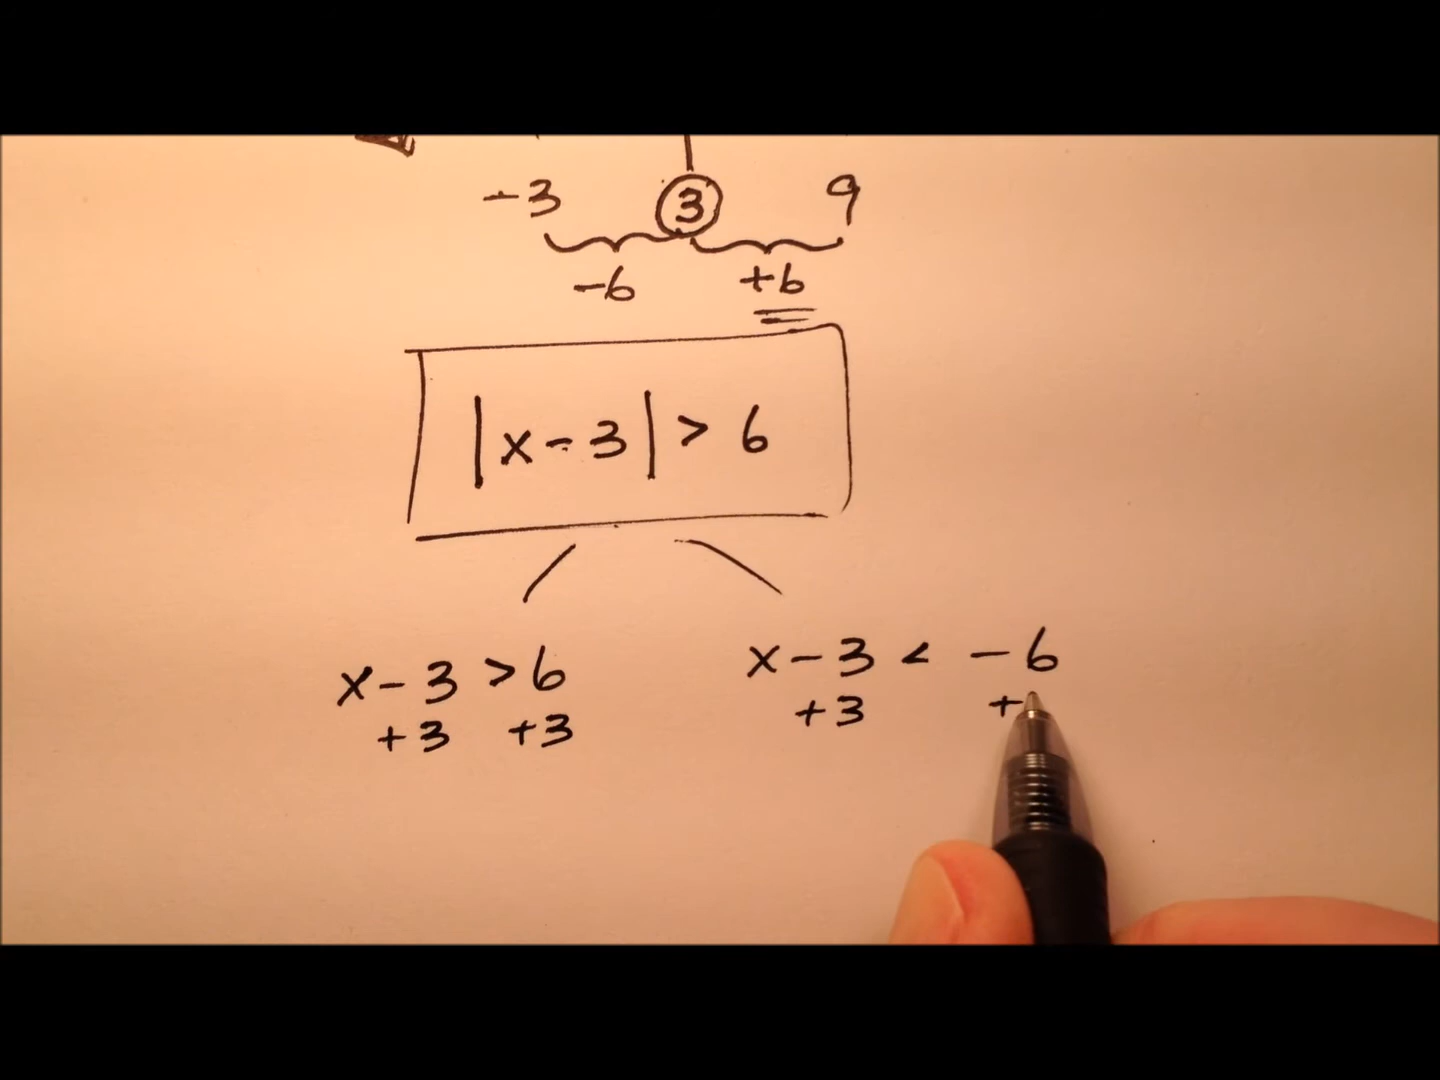 -3 3 9
-6 +6
|x-3| > 6
x-3 > 6 x-3 < -6
+3 +3 +3 +